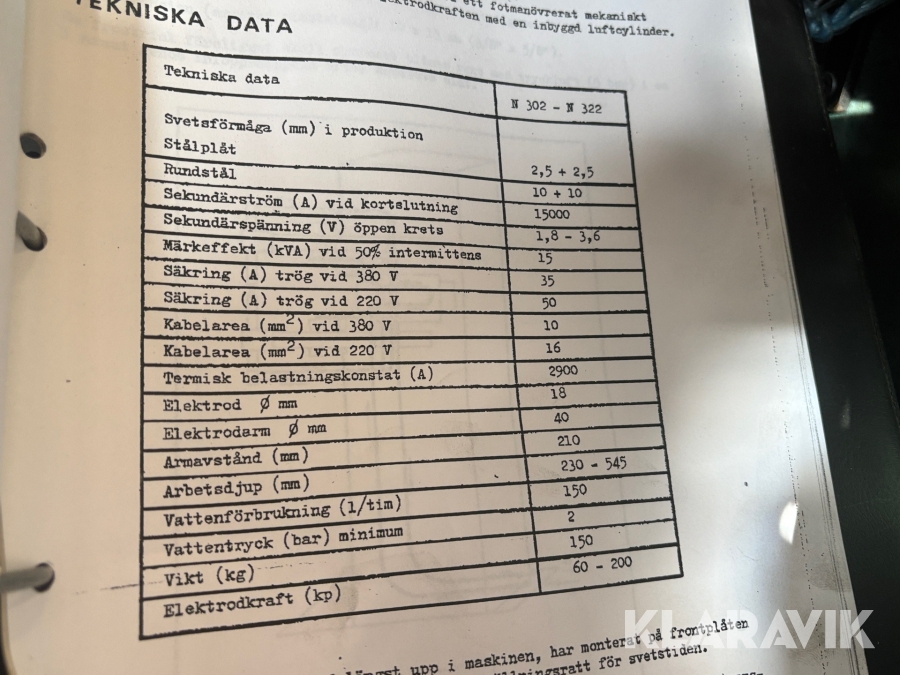 ett fotmanövrerat mekaniskt
med en inbyggd luftcylinder.
TEKNISKA DATA
Tekniska data
N 302 - N 322
Svetsförmåga (mm) i produktion
Stålplåt 2,5 + 2,5
Rundstål 10 + 10
Sekundärström (A) vid kortslutning 15000
Sekundärspänning (V) öppen krets 1,8 - 3,6
Märkeffekt (kVA) vid 50% intermittens 15
Säkring (A) trög vid 380 V 35
Säkring (A) trög vid 220 V 50
Kabelarea (mm²) vid 380 V 10
Kabelarea (mm²) vid 220 V 16
Termisk belastningskonstat (A) 2900
Elektrod Ø mm 18
Elektrodarm Ø mm 40
Armavstånd (mm) 210
Arbetsdjup (mm) 230 - 545
Vattenförbrukning (l/tim) 150
Vattentryck (bar) minimum 2
Vikt (kg) 150
Elektrodkraft (kp) 60 - 200
upp i maskinen, har monterat på frontplåten
för svetstiden.
KLARAVIK